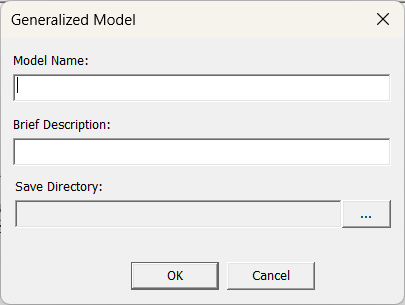 Generalized Model
Model Name:
Brief Description:
Save Directory:
...
OK
Cancel